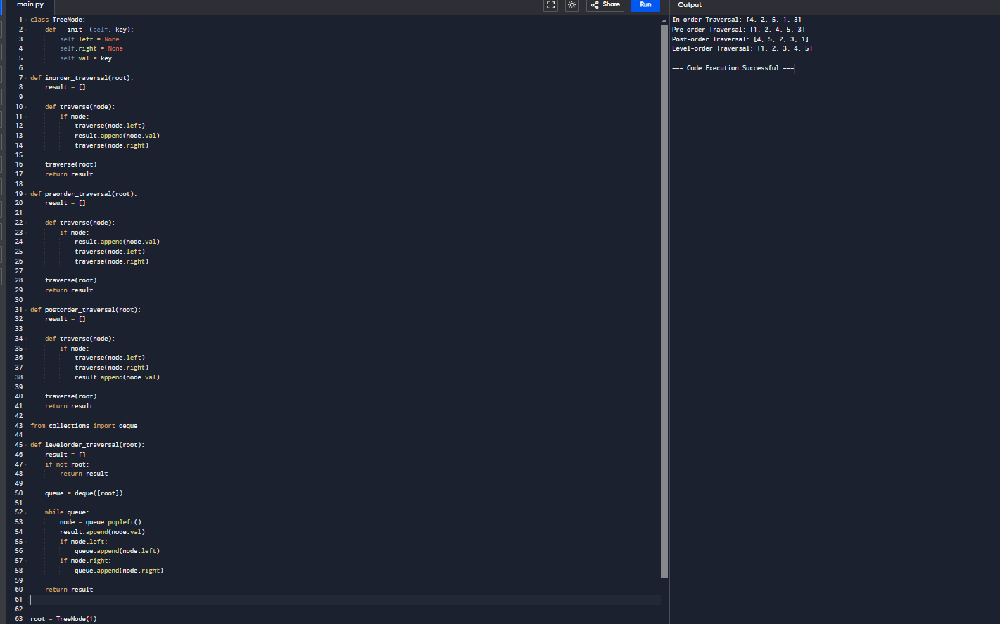 main.py
Share
Run
Output
1 class TreeNode:
2     def __init__(self, key):
3         self.left = None
4         self.right = None
5         self.val = key
6
7 def inorder_traversal(root):
8     result = []
9
10     def traverse(node):
11         if node:
12             traverse(node.left)
13             result.append(node.val)
14             traverse(node.right)
15
16     traverse(root)
17     return result
18
19 def preorder_traversal(root):
20     result = []
21
22     def traverse(node):
23         if node:
24             result.append(node.val)
25             traverse(node.left)
26             traverse(node.right)
27
28     traverse(root)
29     return result
30
31 def postorder_traversal(root):
32     result = []
33
34     def traverse(node):
35         if node:
36             traverse(node.left)
37             traverse(node.right)
38             result.append(node.val)
39
40     traverse(root)
41     return result
42
43 from collections import deque
44
45 def levelorder_traversal(root):
46     result = []
47     if not root:
48         return result
49
50     queue = deque([root])
51
52     while queue:
53         node = queue.popleft()
54         result.append(node.val)
55         if node.left:
56             queue.append(node.left)
57         if node.right:
58             queue.append(node.right)
59
60     return result
61
62
63 root = TreeNode(1)
In-order Traversal: [4, 2, 5, 1, 3]
Pre-order Traversal: [1, 2, 4, 5, 3]
Post-order Traversal: [4, 5, 2, 3, 1]
Level-order Traversal: [1, 2, 3, 4, 5]
=== Code Execution Successful ===